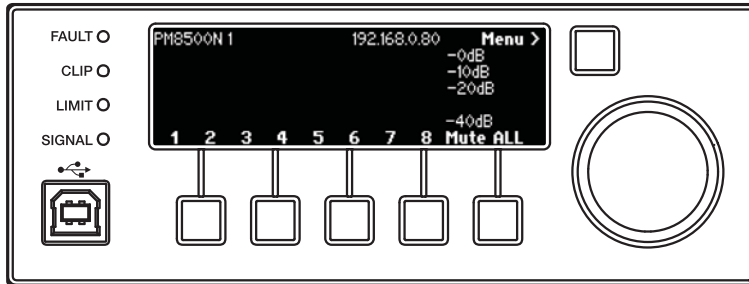 FAULT
CLIP
LIMIT
SIGNAL
PM8500N 1 192.168.0.80 Menu >
-0dB
-10dB
-20dB
-40dB
1 2 3 4 5 6 7 8 Mute ALL